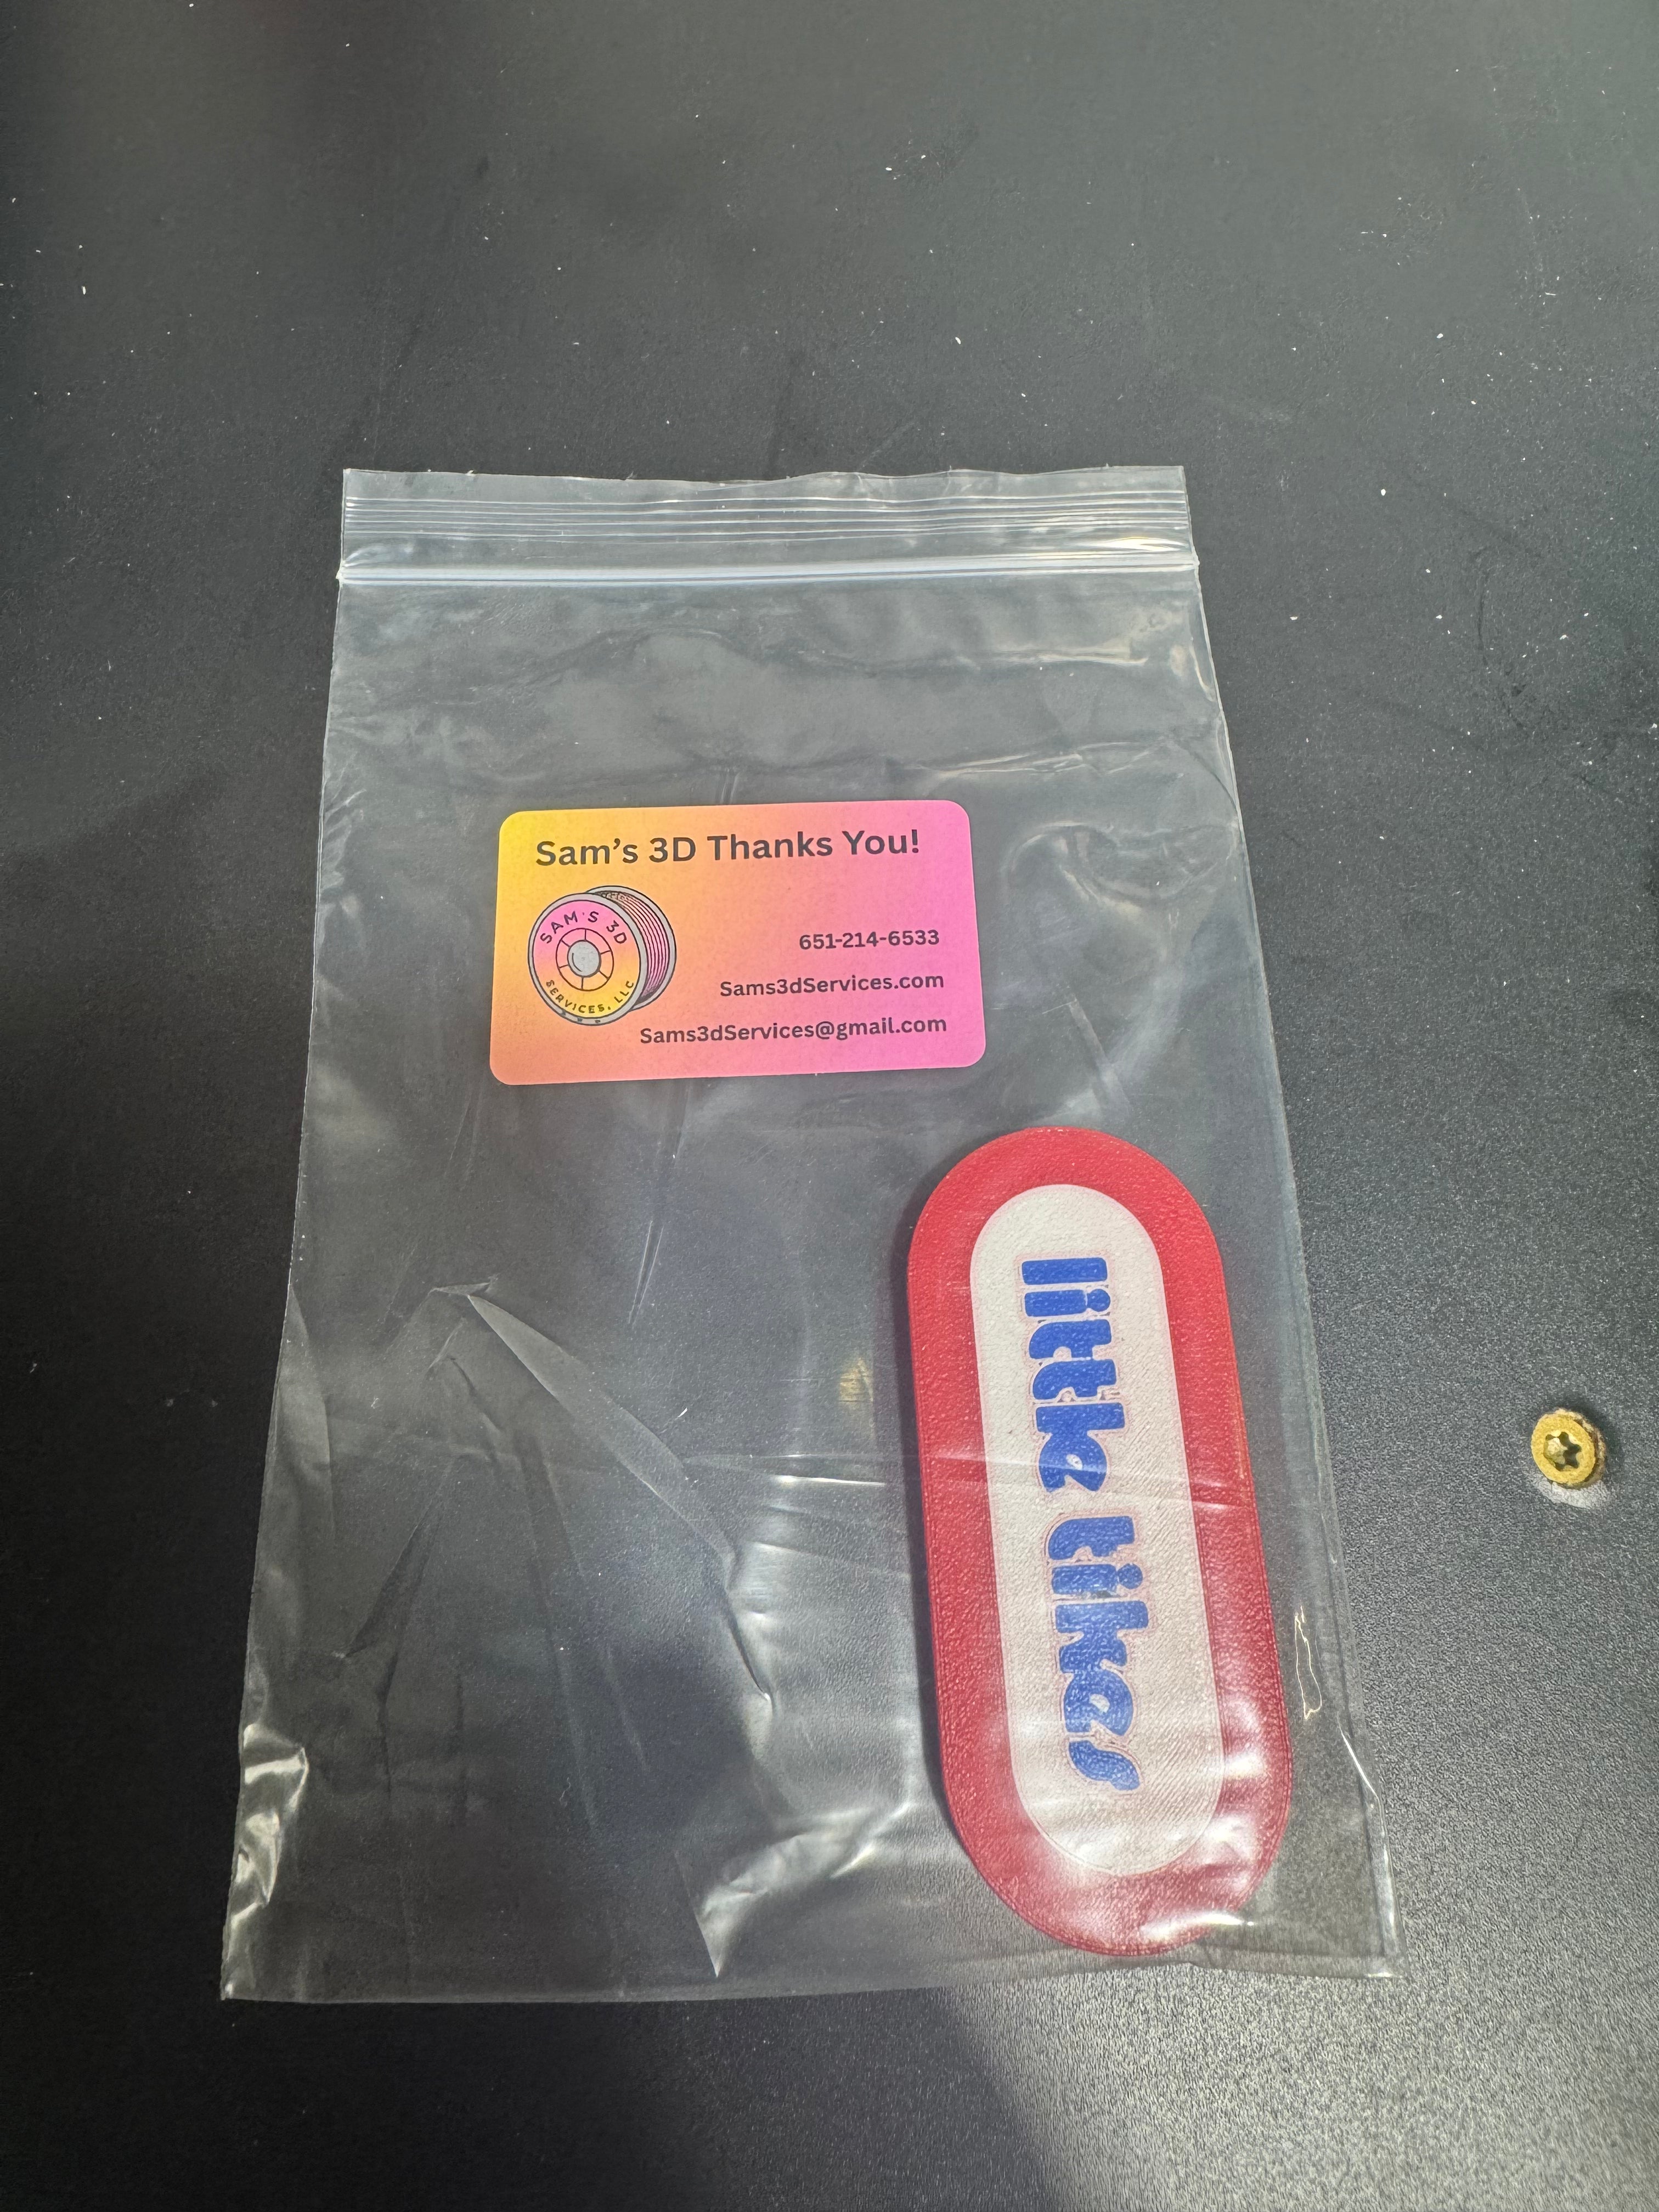 Sam's 3D Thanks You!
SAM'S 3D
SERVICES, LLC
651-214-6533
Sams3dServices.com
Sams3dServices@gmail.com
little tikes